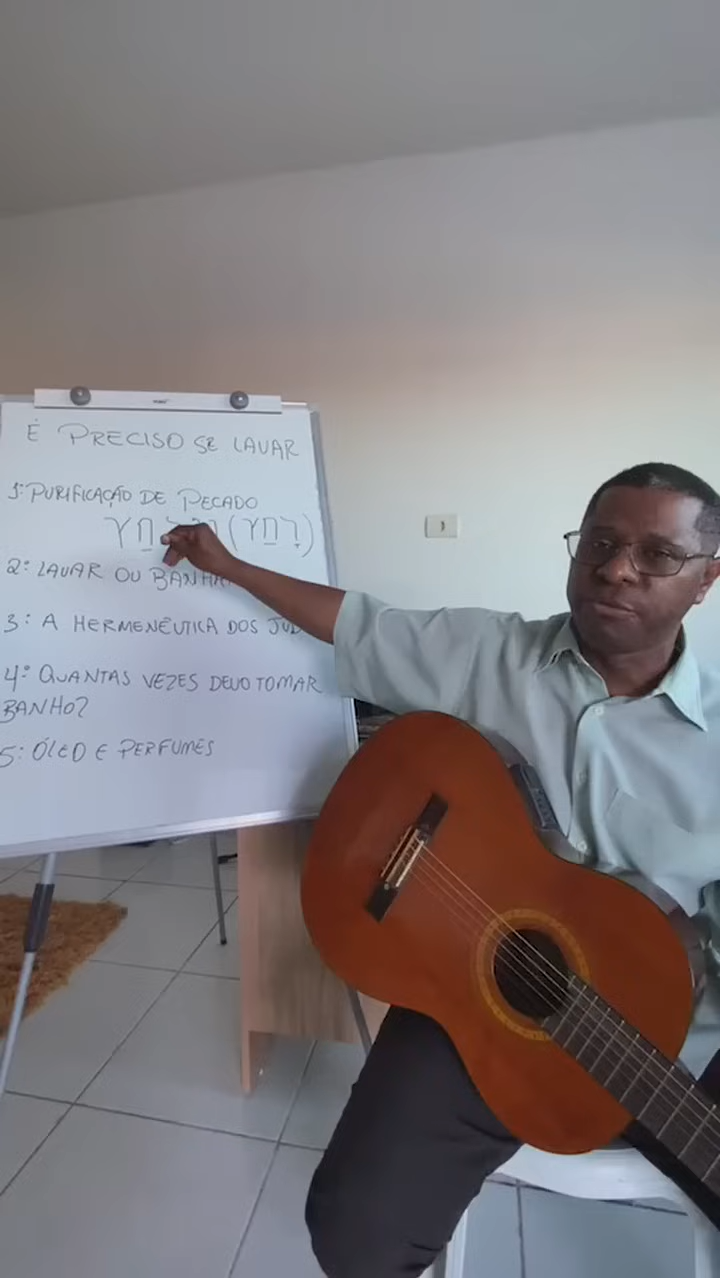 É PRECISO SE LAVAR
1º PURIFICAÇÃO DE PECADO
(רָחַץ)
2º: LAVAR OU
3º: A HERMENÊUTICA DOS
4º QUANTAS VEZES DEVO TOMAR
BANHO?
5º: ÓLEO E PERFUMES